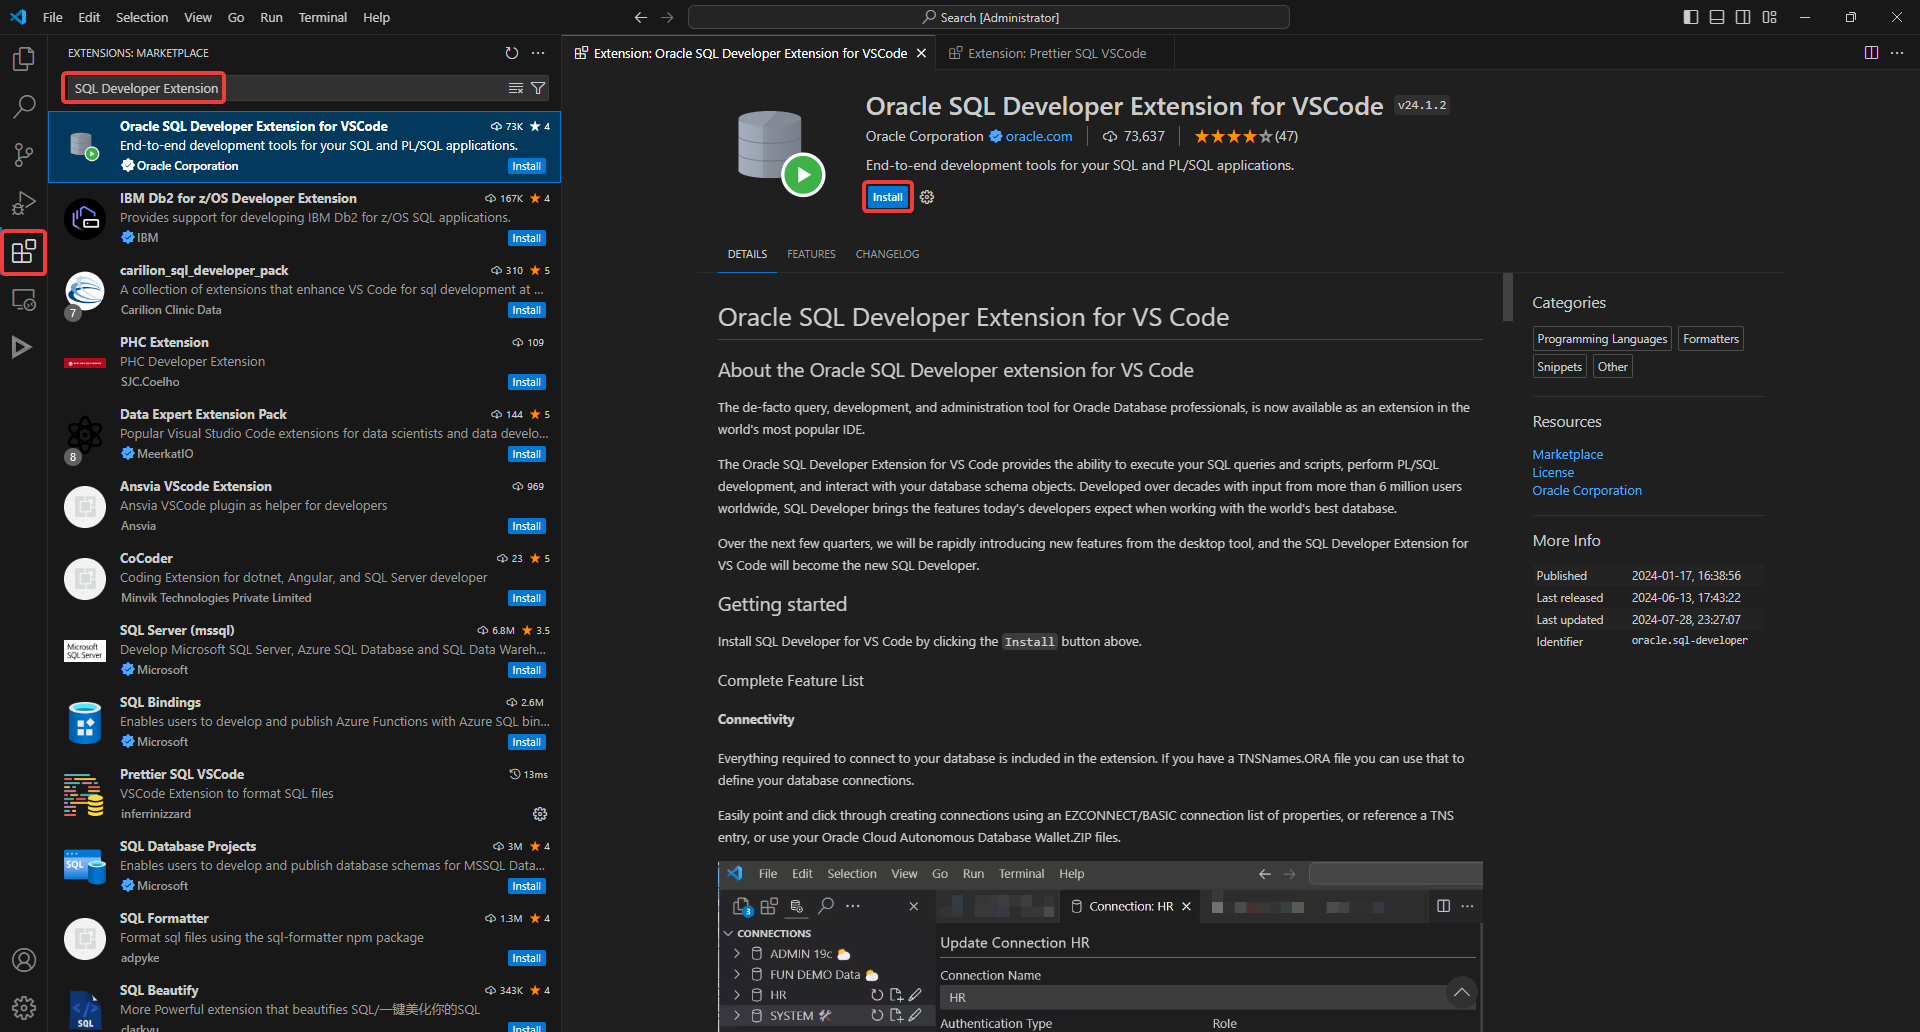 File Edit Selection View Go Run Terminal Help
Search [Administrator]
EXTENSIONS: MARKETPLACE
SQL Developer Extension
Oracle SQL Developer Extension for VSCode 73K 4
End-to-end development tools for your SQL and PL/SQL applications.
Oracle Corporation Install
IBM Db2 for z/OS Developer Extension 167K 4
Provides support for developing IBM Db2 for z/OS SQL applications.
IBM Install
carilion_sql_developer_pack 310 5
A collection of extensions that enhance VS Code for sql development at ...
7
Carilion Clinic Data Install
PHC Extension 109
PHC Developer Extension
SJC.Coelho Install
Data Expert Extension Pack 144 5
Popular Visual Studio Code extensions for data scientists and data develo...
8
MeerkatIO Install
Ansvia VScode Extension 969
Ansvia VSCode plugin as helper for developers
Ansvia Install
CoCoder 23 5
Coding Extension for dotnet, Angular, and SQL Server developer
Minvik Technologies Private Limited Install
SQL Server (mssql) 6.8M 3.5
Microsoft
SQL Server
Develop Microsoft SQL Server, Azure SQL Database and SQL Data Wareh...
Microsoft Install
SQL Bindings 2.6M
Enables users to develop and publish Azure Functions with Azure SQL bin...
Microsoft Install
Prettier SQL VSCode 13ms
VSCode Extension to format SQL files
inferrinizzard
SQL Database Projects 3M 4
SQL
Enables users to develop and publish database schemas for MSSQL Data...
Microsoft Install
SQL Formatter 1.3M 4
Format sql files using the sql-formatter npm package
adpyke Install
SQL Beautify 343K 4
More Powerful extension that beautifies SQL/一键美化你的SQL
SQL
clarkyu Install
Extension: Oracle SQL Developer Extension for VSCode
Extension: Prettier SQL VSCode
Oracle SQL Developer Extension for VSCode v24.1.2
Oracle Corporation oracle.com 73,637 (47)
End-to-end development tools for your SQL and PL/SQL applications.
Install
DETAILS FEATURES CHANGELOG
Oracle SQL Developer Extension for VS Code
About the Oracle SQL Developer extension for VS Code
The de-facto query, development, and administration tool for Oracle Database professionals, is now available as an extension in the
world's most popular IDE.
The Oracle SQL Developer Extension for VS Code provides the ability to execute your SQL queries and scripts, perform PL/SQL
development, and interact with your database schema objects. Developed over decades with input from more than 6 million users
worldwide, SQL Developer brings the features today's developers expect when working with the world's best database.
Over the next few quarters, we will be rapidly introducing new features from the desktop tool, and the SQL Developer Extension for
VS Code will become the new SQL Developer.
Getting started
Install SQL Developer for VS Code by clicking the Install button above.
Complete Feature List
Connectivity
Everything required to connect to your database is included in the extension. If you have a TNSNames.ORA file you can use that to
define your database connections.
Easily point and click through creating connections using an EZCONNECT/BASIC connection list of properties, or reference a TNS
entry, or use your Oracle Cloud Autonomous Database Wallet.ZIP files.
File Edit Selection View Go Run Terminal Help
3
Connection: HR
CONNECTIONS
ADMIN 19c
FUN DEMO Data
HR
SYSTEM
Update Connection HR
Connection Name
HR
Authentication Type Role
Categories
Programming Languages Formatters
Snippets Other
Resources
Marketplace
License
Oracle Corporation
More Info
Published 2024-01-17, 16:38:56
Last released 2024-06-13, 17:43:22
Last updated 2024-07-28, 23:27:07
Identifier oracle.sql-developer